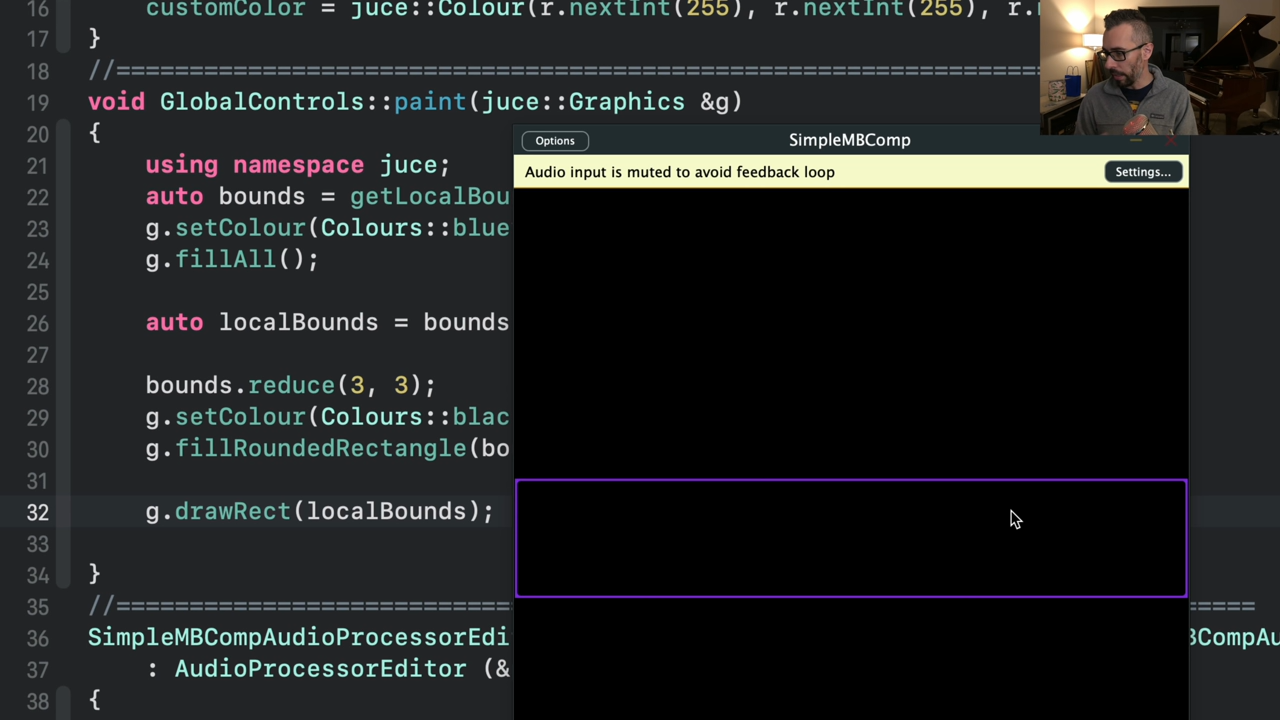 16 customColor = juce::Colour(r.nextInt(255), r.nextInt(255), r.
17 }
18 //==================================================================
19 void GlobalControls::paint(juce::Graphics &g)
20 {
21 using namespace juce;
22 auto bounds = getLocalBou
23 g.setColour(Colours::blue
24 g.fillAll();
25
26 auto localBounds = bounds
27
28 bounds.reduce(3, 3);
29 g.setColour(Colours::blac
30 g.fillRoundedRectangle(bo
31
32 g.drawRect(localBounds);
33
34 }
35 //============================= =====
36 SimpleMBCompAudioProcessorEdi BCompAu
37 : AudioProcessorEditor (&
38 {
Options SimpleMBComp
Audio input is muted to avoid feedback loop Settings...